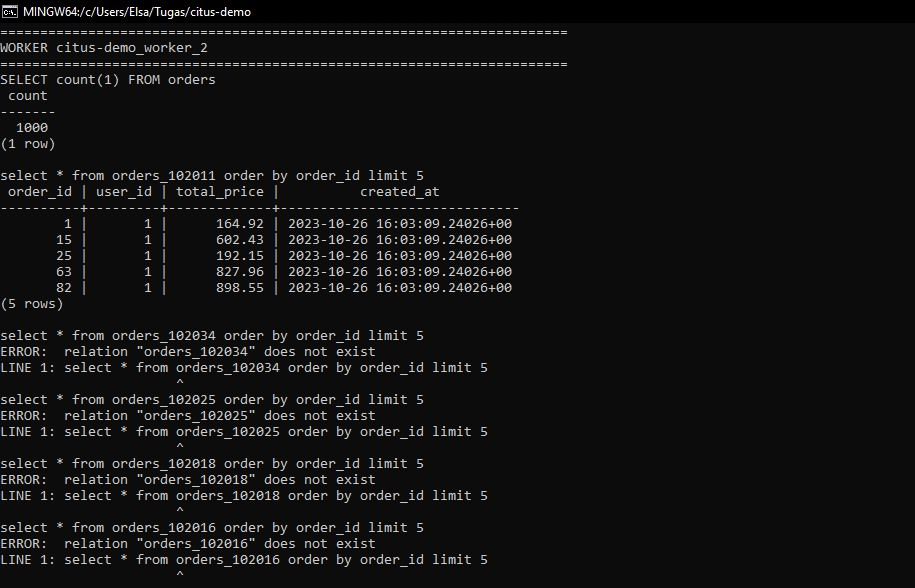 MINGW64:/c/Users/Elsa/Tugas/citus-demo
=======================================================================
WORKER citus-demo_worker_2
=======================================================================
SELECT count(1) FROM orders
 count
-------
  1000
(1 row)

select * from orders_102011 order by order_id limit 5
 order_id | user_id | total_price |          created_at
----------+---------+-------------+------------------------------
        1 |       1 |      164.92 | 2023-10-26 16:03:09.24026+00
       15 |       1 |      602.43 | 2023-10-26 16:03:09.24026+00
       25 |       1 |      192.15 | 2023-10-26 16:03:09.24026+00
       63 |       1 |      827.96 | 2023-10-26 16:03:09.24026+00
       82 |       1 |      898.55 | 2023-10-26 16:03:09.24026+00
(5 rows)

select * from orders_102034 order by order_id limit 5
ERROR:  relation "orders_102034" does not exist
LINE 1: select * from orders_102034 order by order_id limit 5
                      ^
select * from orders_102025 order by order_id limit 5
ERROR:  relation "orders_102025" does not exist
LINE 1: select * from orders_102025 order by order_id limit 5
                      ^
select * from orders_102018 order by order_id limit 5
ERROR:  relation "orders_102018" does not exist
LINE 1: select * from orders_102018 order by order_id limit 5
                      ^
select * from orders_102016 order by order_id limit 5
ERROR:  relation "orders_102016" does not exist
LINE 1: select * from orders_102016 order by order_id limit 5
                      ^